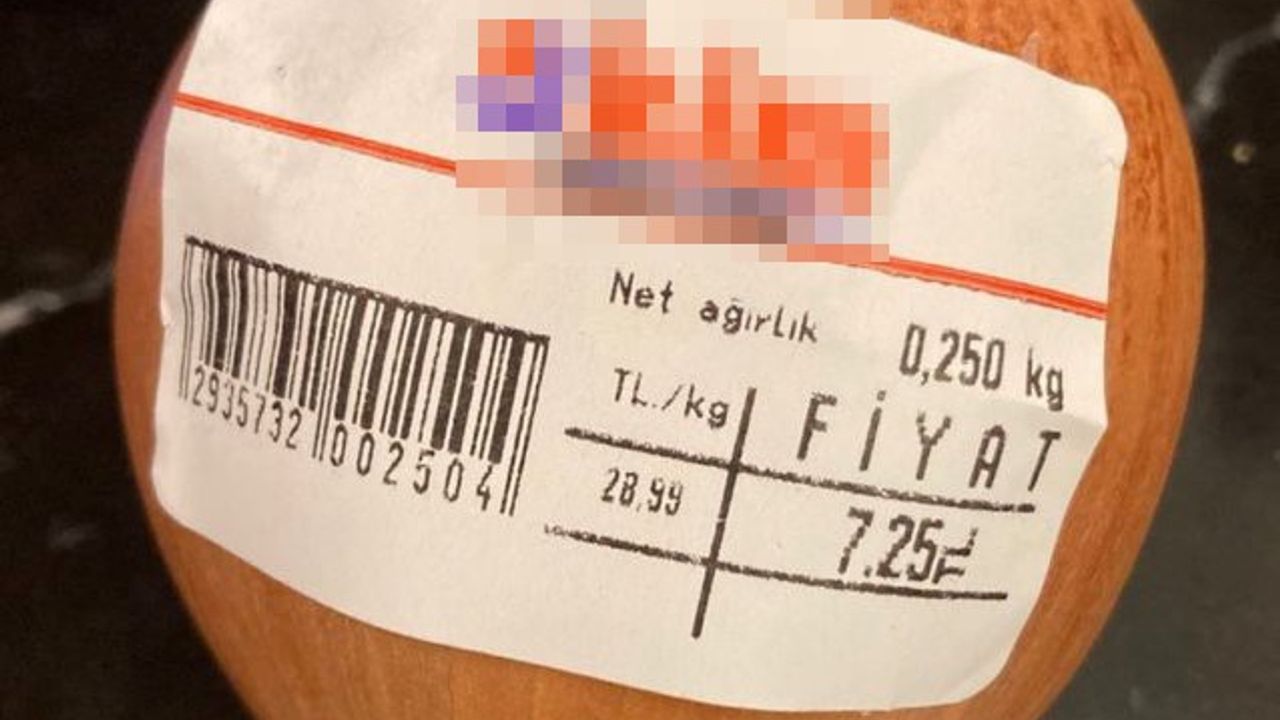 Net ağırlık 0,250 kg
TL./kg FİYAT
28,99 7.25₺
2935732 002504